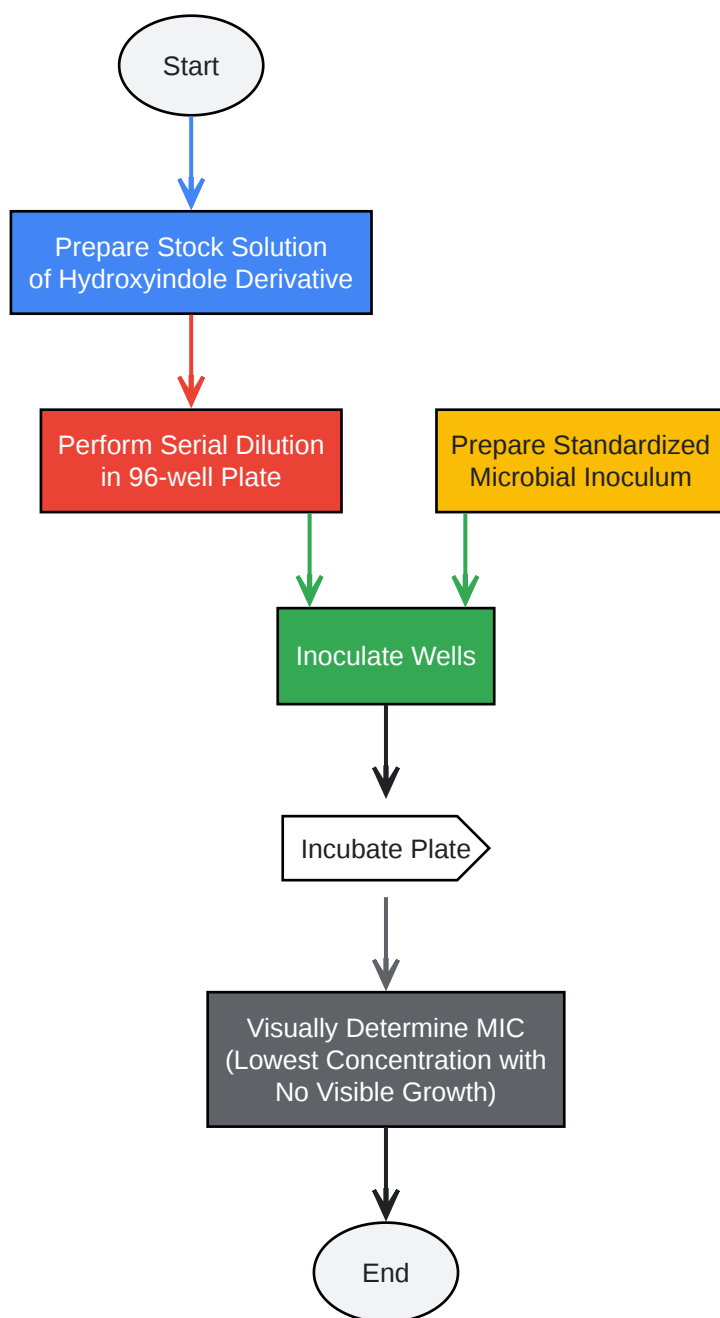 Start
Prepare Stock Solution
of Hydroxyindole Derivative
Perform Serial Dilution
in 96-well Plate
Prepare Standardized
Microbial Inoculum
Inoculate Wells
Incubate Plate
Visually Determine MIC
(Lowest Concentration with
No Visible Growth)
End